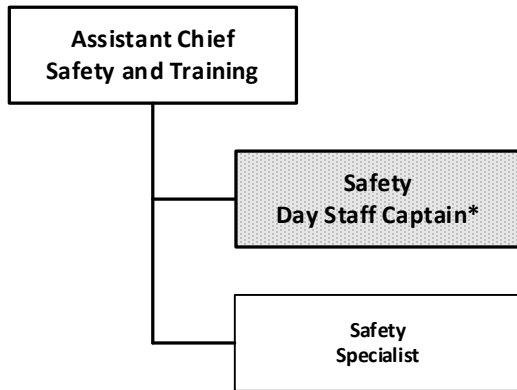 Assistant Chief
Safety and Training
Safety
Day Staff Captain*
Safety
Specialist